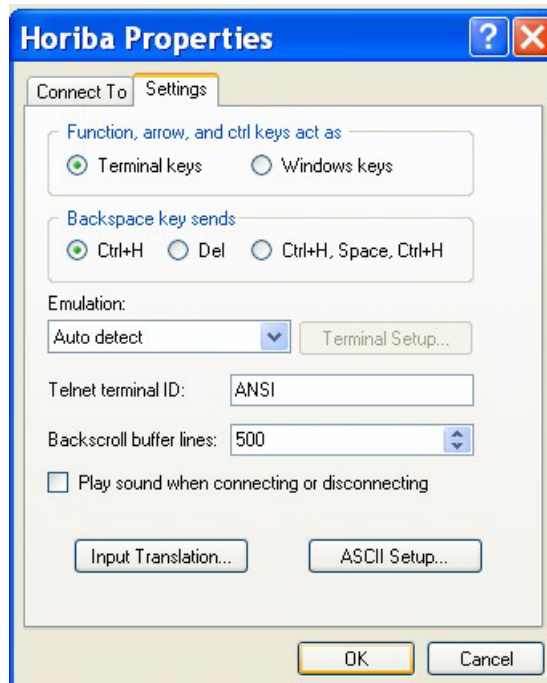 Horiba Properties
Connect To Settings
Function, arrow, and ctrl keys act as
Terminal keys Windows keys
Backspace key sends
Ctrl+H Del Ctrl+H, Space, Ctrl+H
Emulation:
Auto detect Terminal Setup...
Telnet terminal ID: ANSI
Backscroll buffer lines: 500
Play sound when connecting or disconnecting
Input Translation... ASCII Setup...
OK Cancel